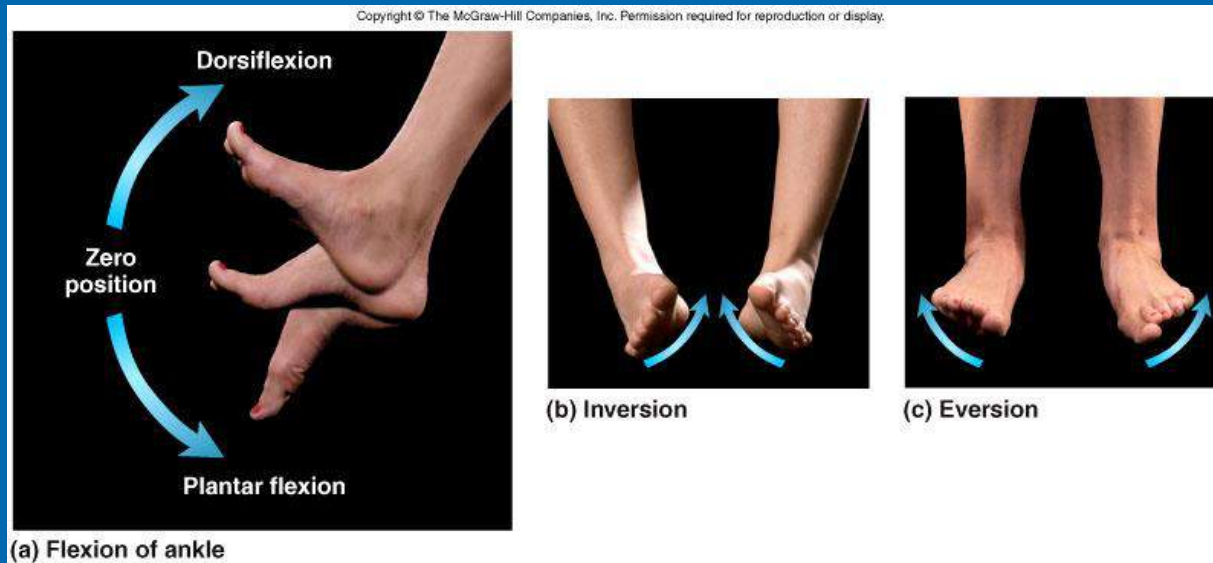 Copyright © The McGraw-Hill Companies, Inc. Permission required for reproduction or display.
Dorsiflexion
Zero
position
Plantar flexion
(a) Flexion of ankle
(b) Inversion
(c) Eversion